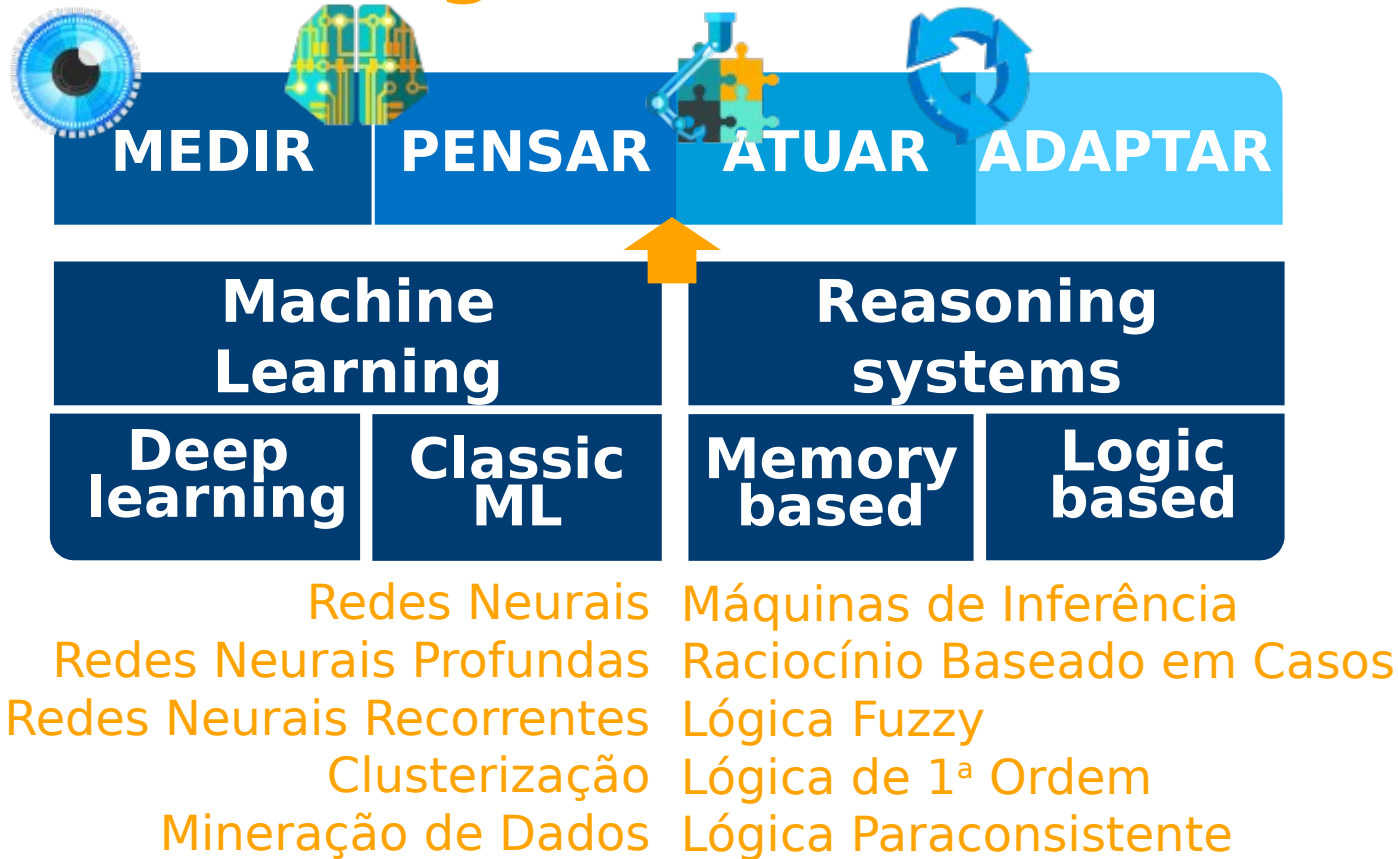 MEDIR
PENSAR
ATUAR
ADAPTAR
Machine
Learning
Reasoning
systems
Deep
learning
Classic
ML
Memory
based
Logic
based
Redes Neurais
Redes Neurais Profundas
Redes Neurais Recorrentes
Clusterização
Mineração de Dados
Máquinas de Inferência
Raciocínio Baseado em Casos
Lógica Fuzzy
Lógica de 1ª Ordem
Lógica Paraconsistente